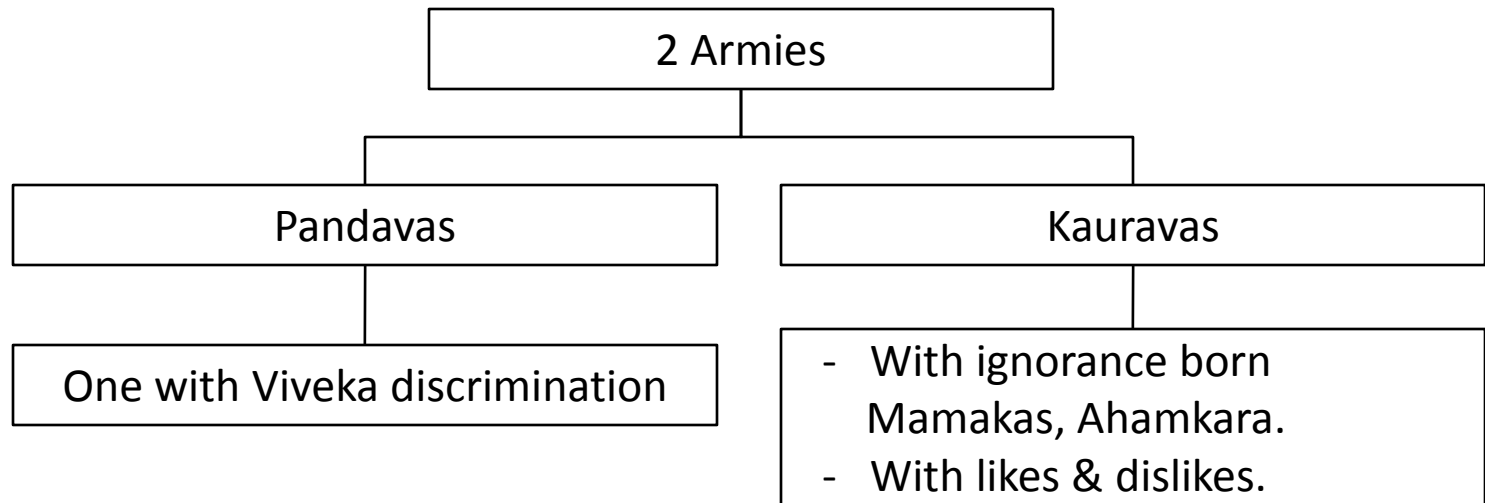 2 Armies
Pandavas
Kauravas
One with Viveka discrimination
- With ignorance born
Mamakas, Ahamkara.
- With likes & dislikes.